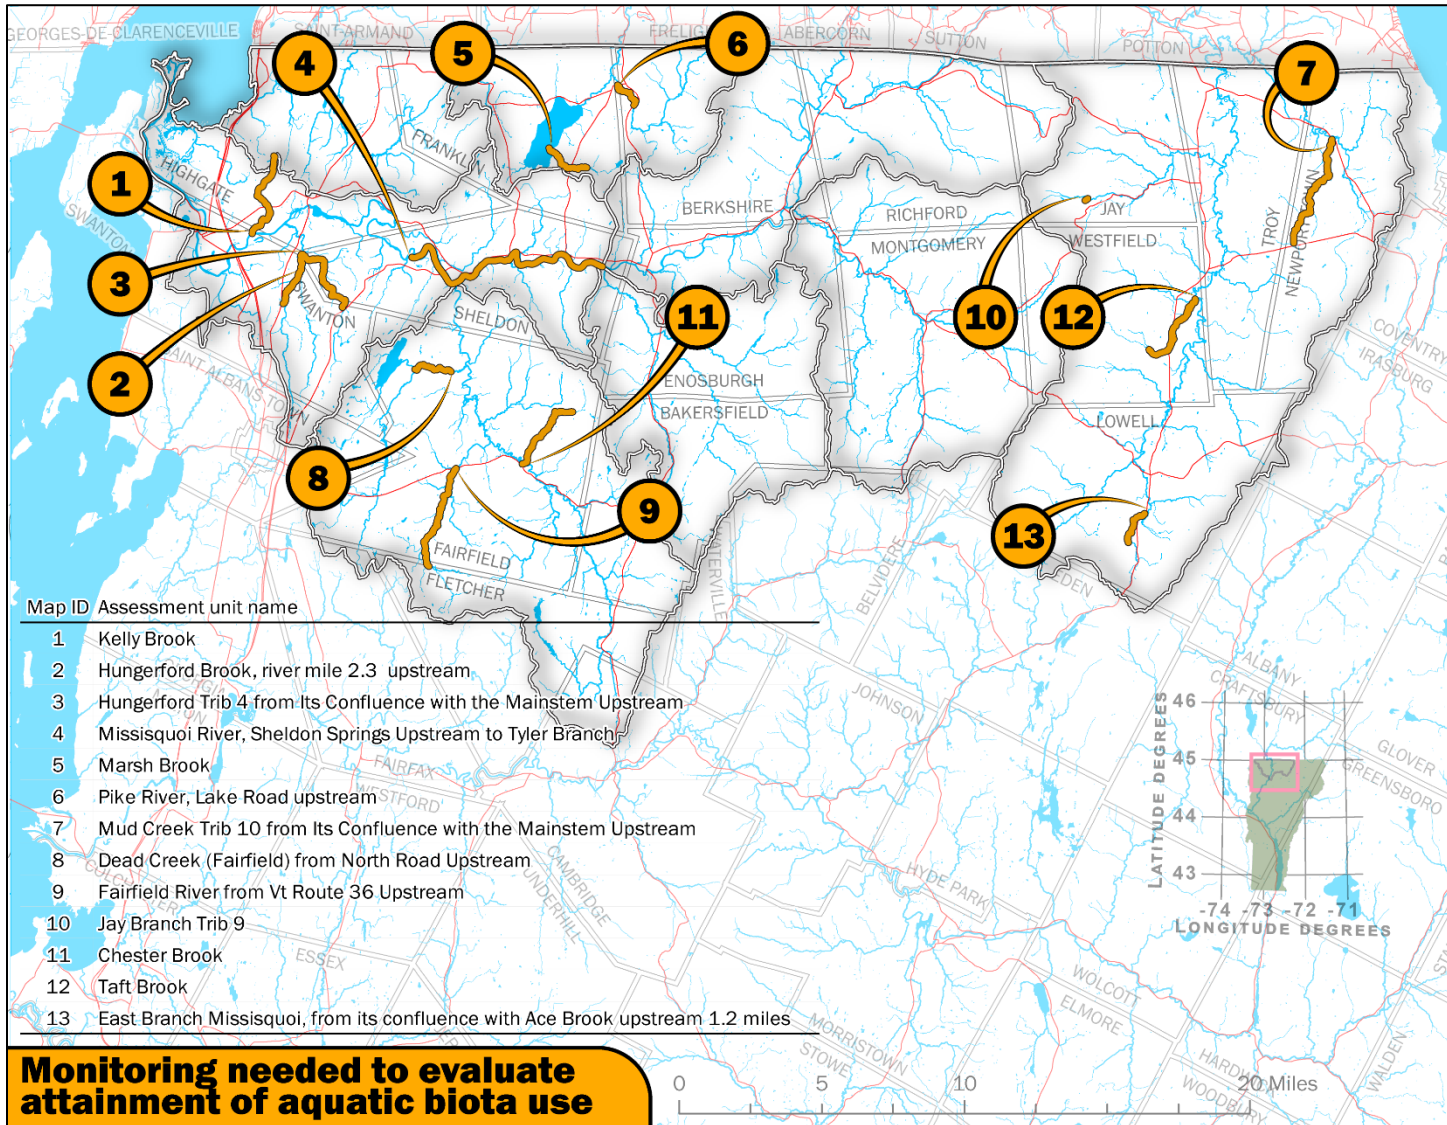 GEORGES-DE-CLARENCEVILLE
SAINT-ARMAND
FRELIGH
ABERCORN
SUTTON
POTTON
4
5
6
7
FRANKLIN
HIGHGATE
1
SWANTON
BERKSHIRE
RICHFORD
JAY
MONTGOMERY
WESTFIELD
TROY
NEWPORT TOWN
3
SWANTON
SHELDON
11
10
12
COVENTRY
IRASBURG
2
SAINT ALBANS TOWN
ENOSBURGH
BAKERSFIELD
LOWELL
8
9
13
FAIRFIELD
FLETCHER
WATERVILLE
BELVIDERE
EDEN
Map ID Assessment unit name
1 Kelly Brook
2 Hungerford Brook, river mile 2.3 upstream
3 Hungerford Trib 4 from Its Confluence with the Mainstem Upstream
4 Missisquoi River, Sheldon Springs Upstream to Tyler Branch
5 Marsh Brook
6 Pike River, Lake Road upstream
7 Mud Creek Trib 10 from Its Confluence with the Mainstem Upstream
8 Dead Creek (Fairfield) from North Road Upstream
9 Fairfield River from Vt Route 36 Upstream
10 Jay Branch Trib 9
11 Chester Brook
12 Taft Brook
13 East Branch Missisquoi, from its confluence with Ace Brook upstream 1.2 miles
ALBANY
CRAFTSBURY
JOHNSON
GLOVER
GREENSBORO
FAIRFAX
WESTFORD
CAMBRIDGE
UNDERHILL
HYDE PARK
ESSEX
WOLCOTT
ELMORE
MORRISTOWN
STOWE
HARDWICK
WOODBURY
WALDEN
LATITUDE DEGREES
46
45
44
43
-74 -73 -72 -71
LONGITUDE DEGREES
Monitoring needed to evaluate
attainment of aquatic biota use
0 5 10 20 Miles